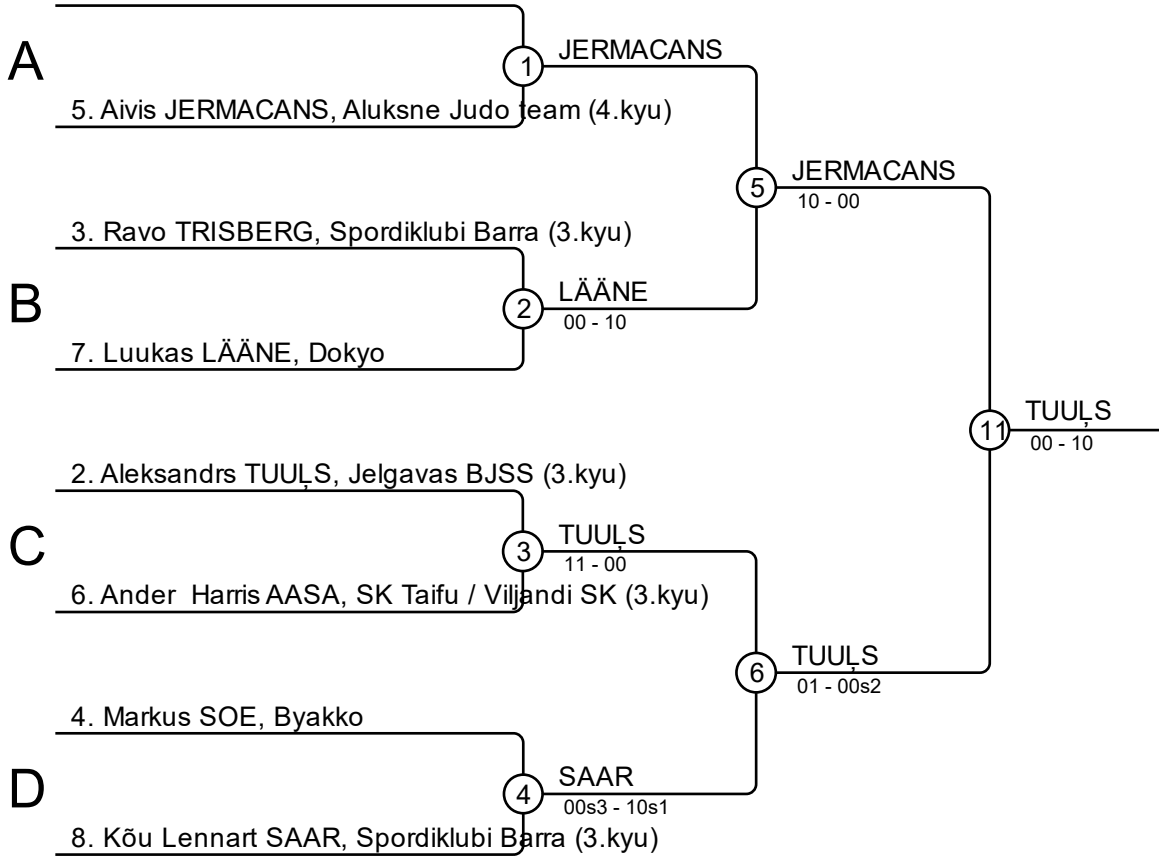 A
1
JERMACANS
5. Aivis JERMACANS, Aluksne Judo team (4.kyu)
5
JERMACANS
10 - 00
3. Ravo TRISBERG, Spordiklubi Barra (3.kyu)
B
2
LÄÄNE
00 - 10
7. Luukas LÄÄNE, Dokyo
11
TUUĻS
00 - 10
2. Aleksandrs TUUĻS, Jelgavas BJSS (3.kyu)
C
3
TUUĻS
11 - 00
6. Ander Harris AASA, SK Taifu / Viljandi SK (3.kyu)
6
TUUĻS
01 - 00s2
4. Markus SOE, Byakko
D
4
SAAR
00s3 - 10s1
8. Kõu Lennart SAAR, Spordiklubi Barra (3.kyu)